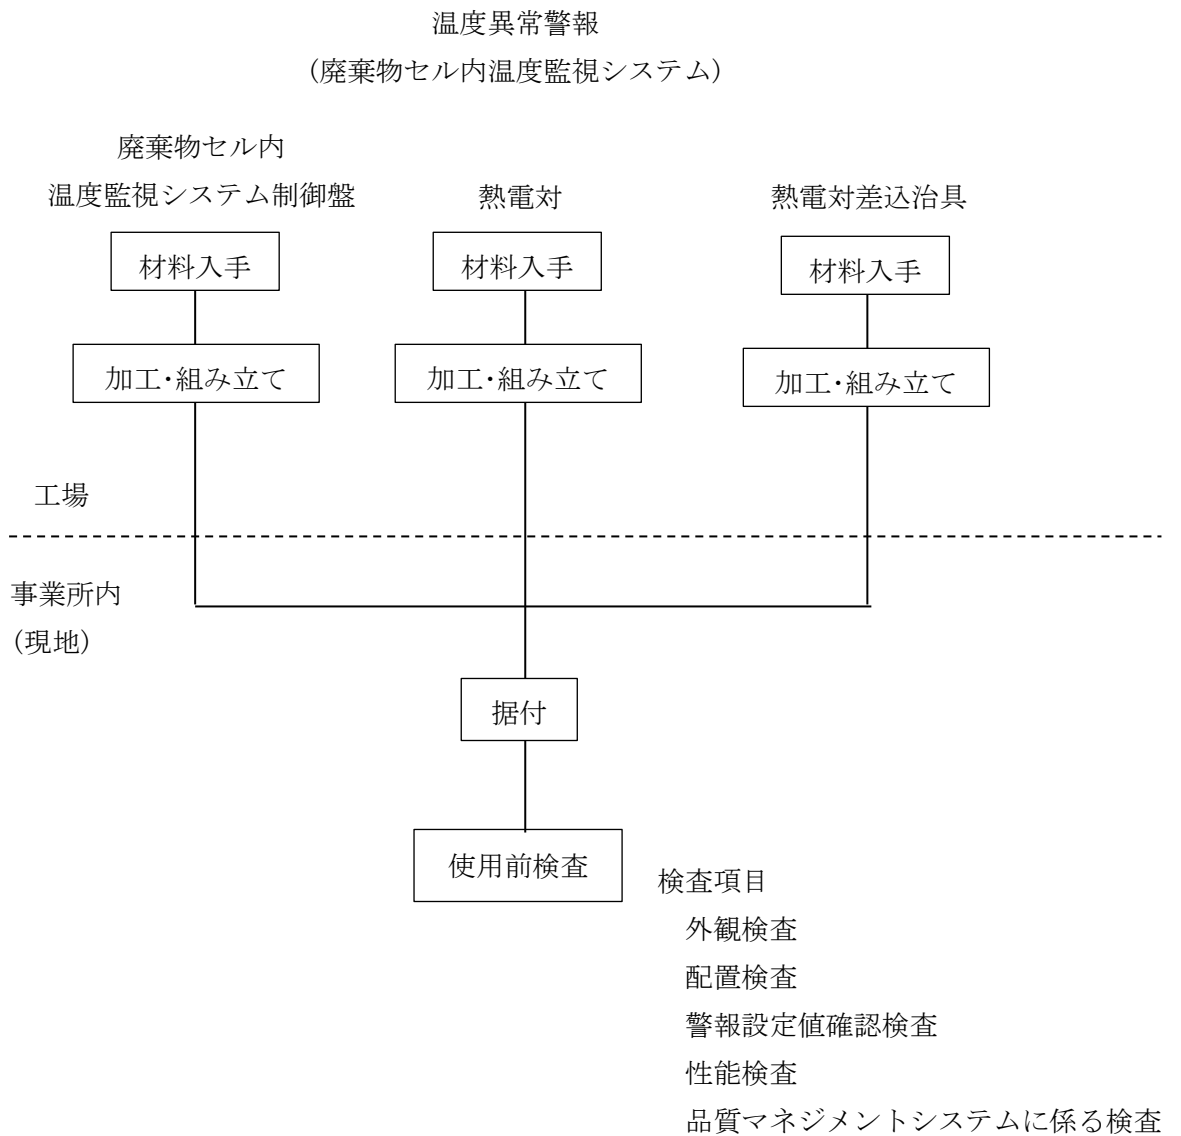 温度異常警報
(廃棄物セル内温度監視システム)
廃棄物セル内
温度監視システム制御盤
熱電対
熱電対差込治具
材料入手
材料入手
材料入手
加工･組み立て
加工･組み立て
加工･組み立て
工場
事業所内
(現地)
据付
使用前検査
検査項目
外観検査
配置検査
警報設定値確認検査
性能検査
品質マネジメントシステムに係る検査